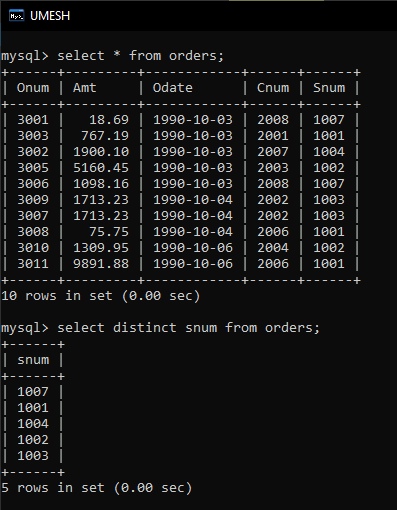 UMESH
mysql> select * from orders;
+------+---------+------------+------+------+
| Onum | Amt     | Odate      | Cnum | Snum |
+------+---------+------------+------+------+
| 3001 |   18.69 | 1990-10-03 | 2008 | 1007 |
| 3003 |  767.19 | 1990-10-03 | 2001 | 1001 |
| 3002 | 1900.10 | 1990-10-03 | 2007 | 1004 |
| 3005 | 5160.45 | 1990-10-03 | 2003 | 1002 |
| 3006 | 1098.16 | 1990-10-03 | 2008 | 1007 |
| 3009 | 1713.23 | 1990-10-04 | 2002 | 1003 |
| 3007 | 1713.23 | 1990-10-04 | 2002 | 1003 |
| 3008 |   75.75 | 1990-10-04 | 2006 | 1001 |
| 3010 | 1309.95 | 1990-10-06 | 2004 | 1002 |
| 3011 | 9891.88 | 1990-10-06 | 2006 | 1001 |
+------+---------+------------+------+------+
10 rows in set (0.00 sec)
mysql> select distinct snum from orders;
+------+
| snum |
+------+
| 1007 |
| 1001 |
| 1004 |
| 1002 |
| 1003 |
+------+
5 rows in set (0.00 sec)